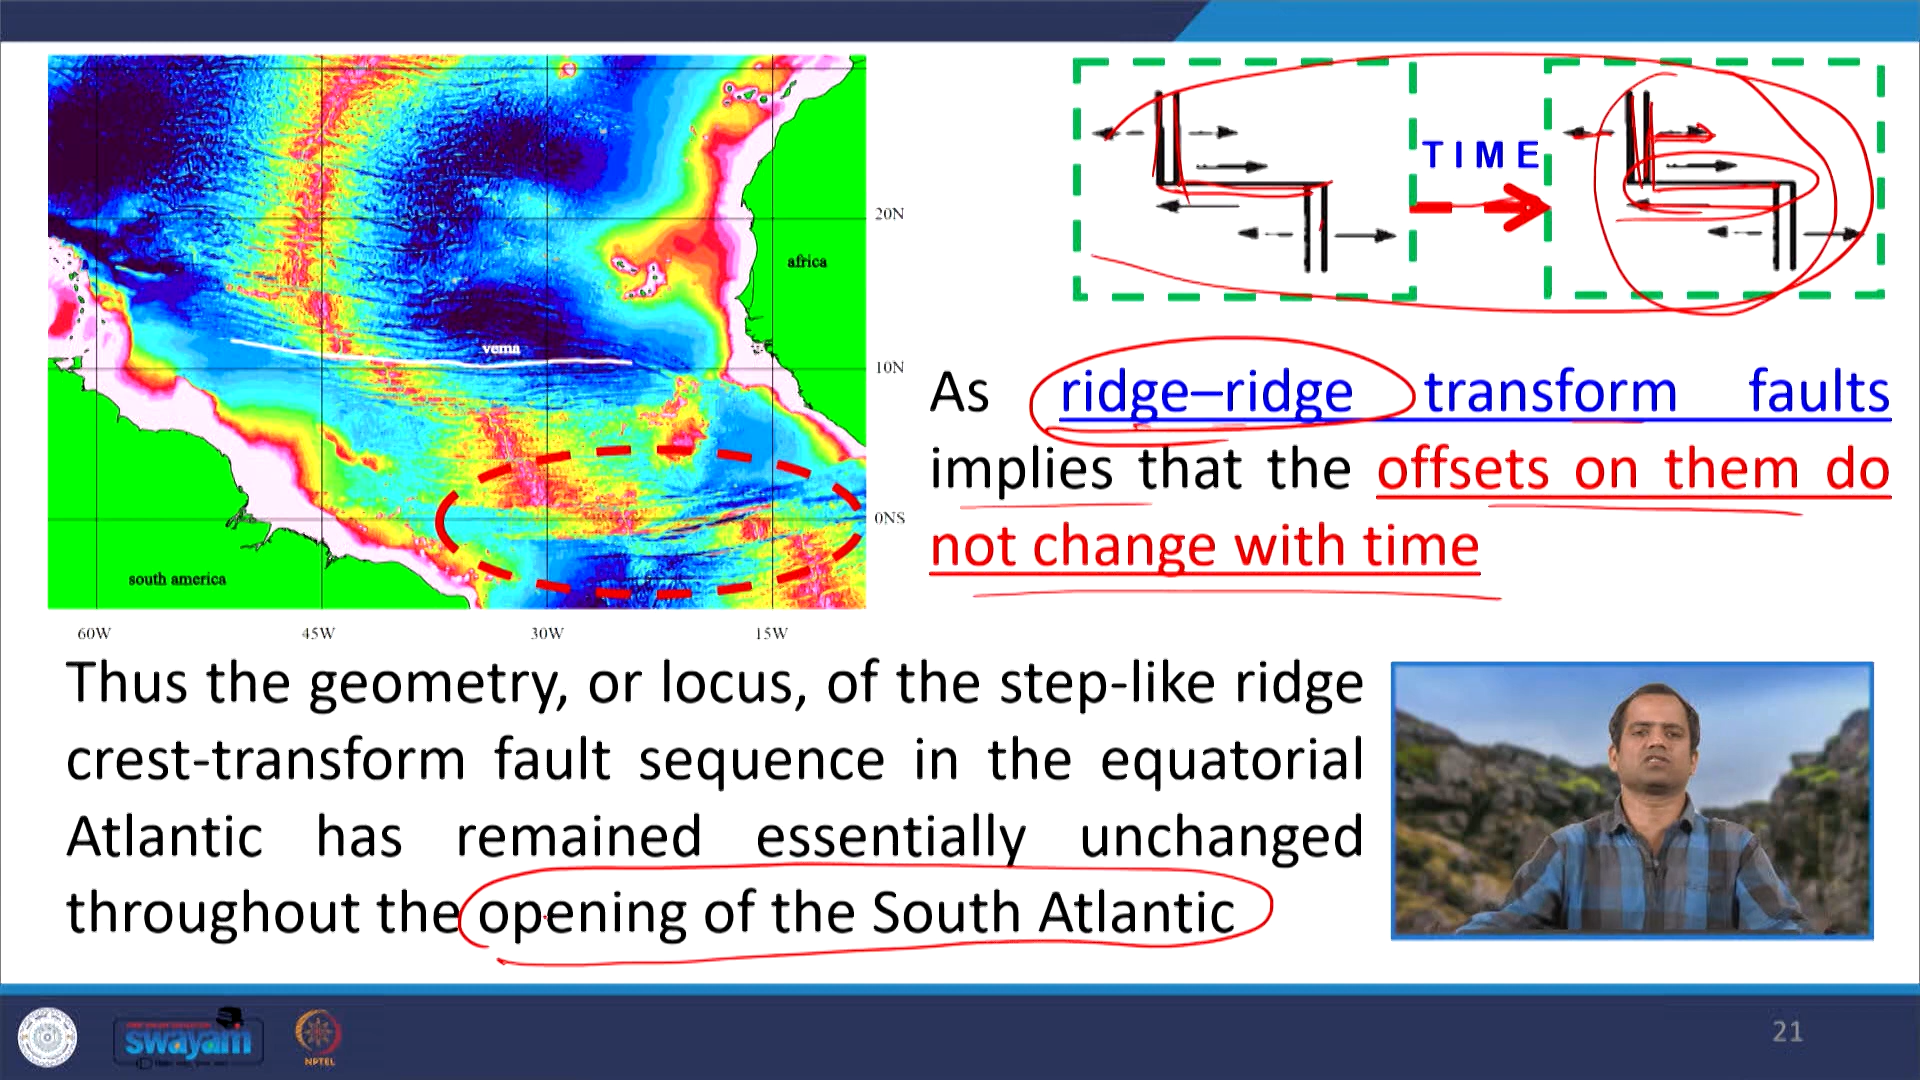 20N
africa
TIME
vema
10N
As ridge–ridge transform faults
implies that the offsets on them do
not change with time
0NS
south america
60W 45W 30W 15W
Thus the geometry, or locus, of the step-like ridge
crest-transform fault sequence in the equatorial
Atlantic has remained essentially unchanged
throughout the opening of the South Atlantic
swayam
NPTEL
21